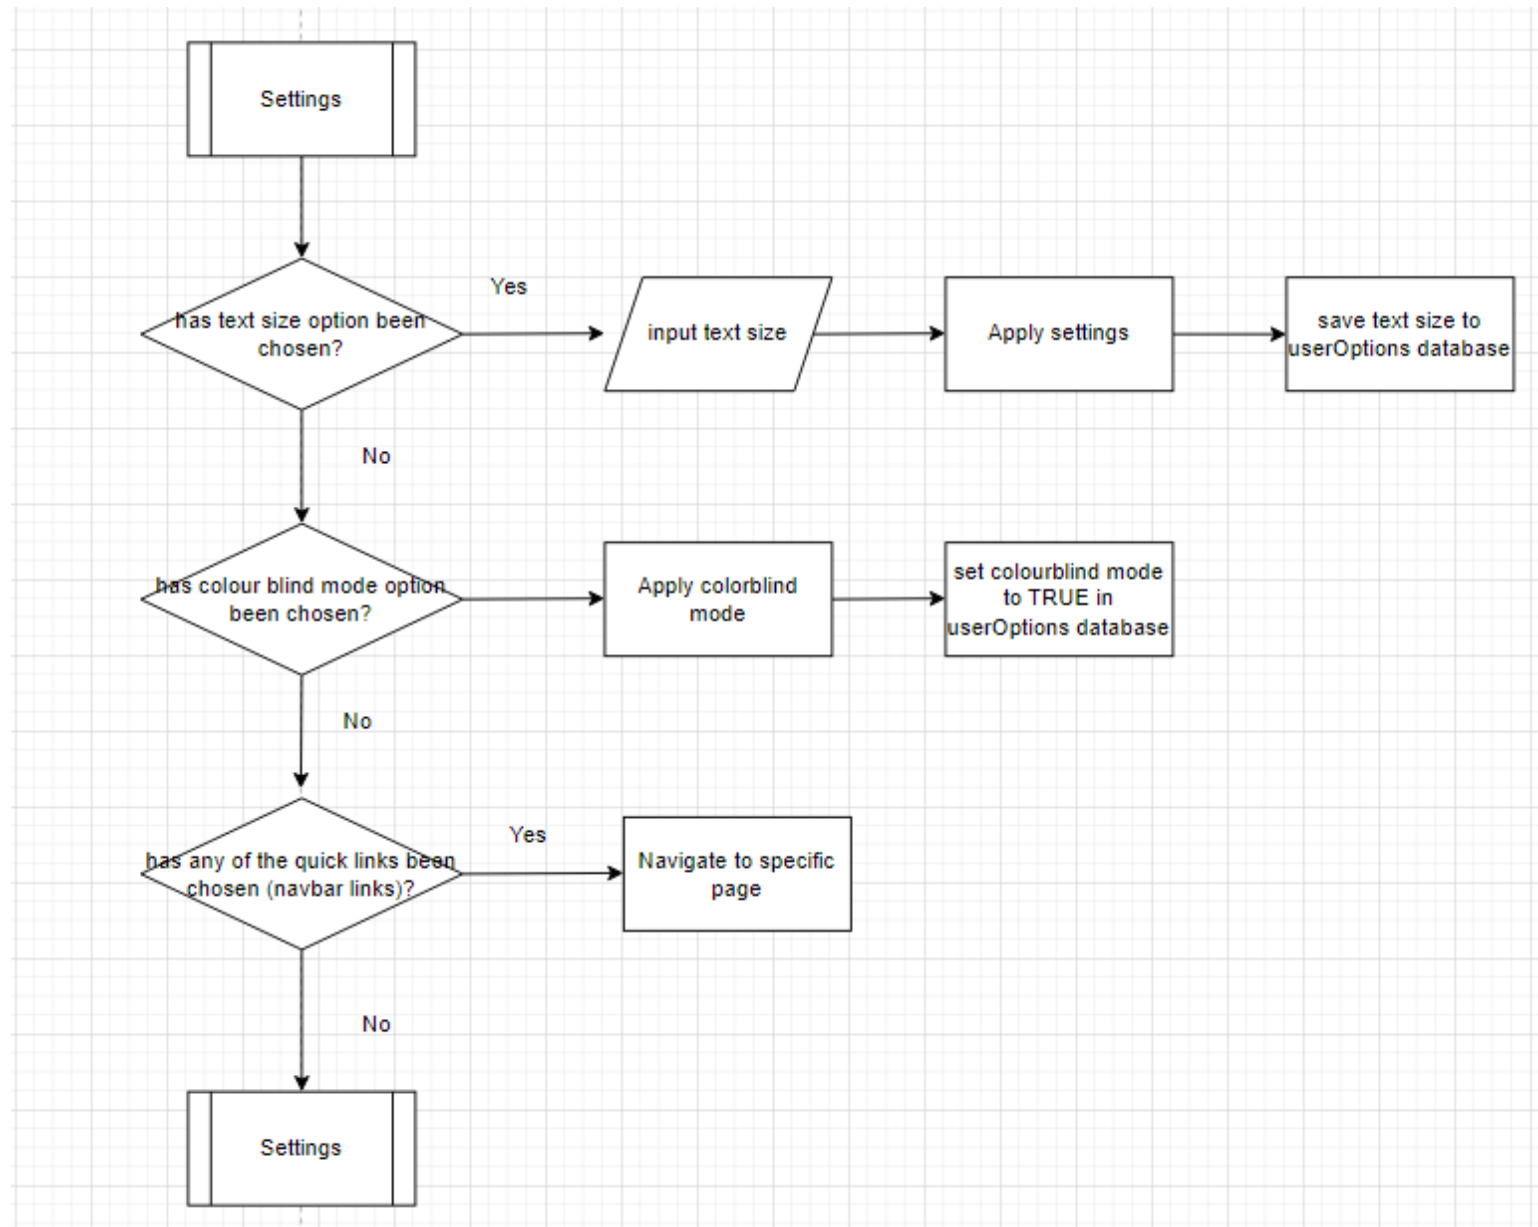 Settings
Yes
has text size option been
chosen?
input text size
Apply settings
save text size to
userOptions database
No
has colour blind mode option
been chosen?
Apply colorblind
mode
set colourblind mode
to TRUE in
userOptions database
No
Yes
has any of the quick links been
chosen (navbar links)?
Navigate to specific
page
No
Settings